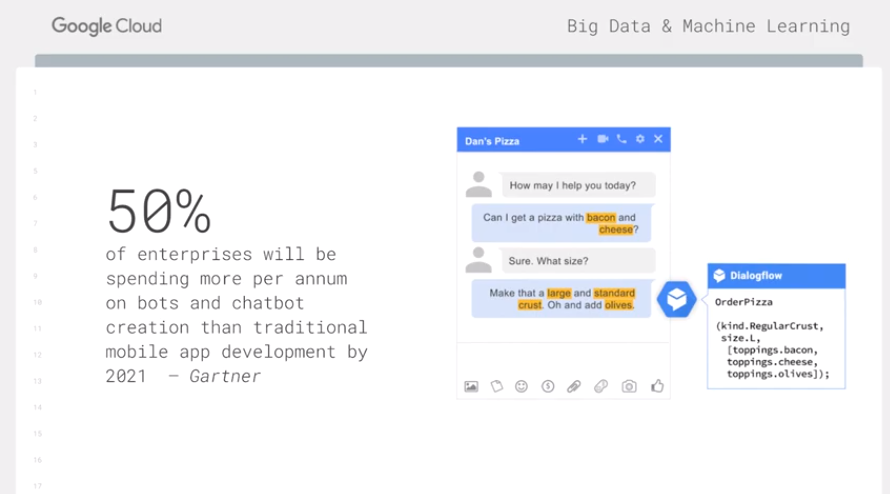 Google Cloud
Big Data & Machine Learning
1
2
3
5
6
7
8
9
10
11
12
13
14
15
16
17
50%
of enterprises will be
spending more per annum
on bots and chatbot
creation than traditional
mobile app development by
2021 – Gartner
Dan's Pizza
How may I help you today?
Can I get a pizza with bacon and
cheese?
Sure. What size?
Make that a large and standard
crust. Oh and add olives.
Dialogflow
OrderPizza
(kind.RegularCrust,
size.L,
[toppings.bacon,
toppings.cheese,
toppings.olives]);